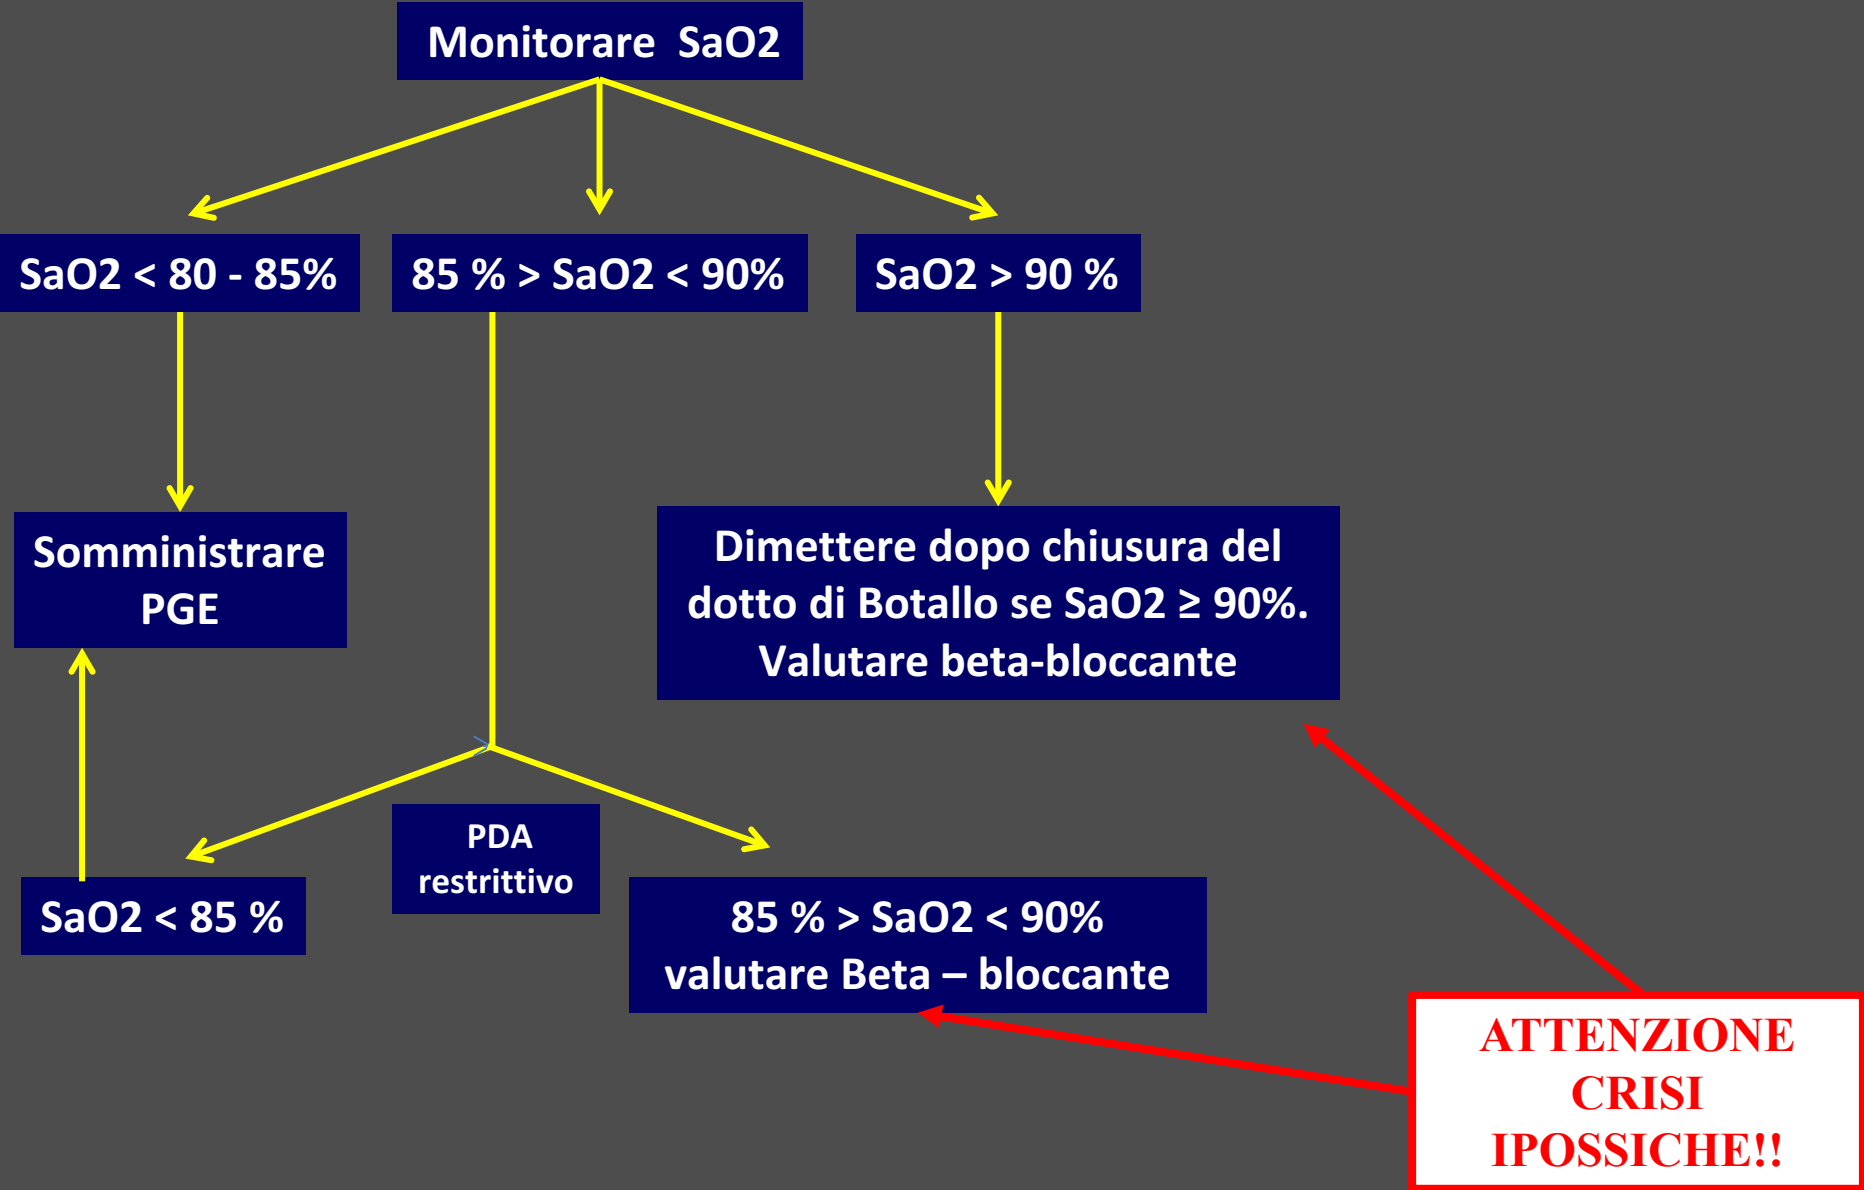 Monitorare SaO2
SaO2 < 80 - 85%
85 % > SaO2 < 90%
SaO2 > 90 %
Somministrare
PGE
Dimettere dopo chiusura del
dotto di Botallo se SaO2 ≥ 90%.
Valutare beta-bloccante
PDA
restrittivo
SaO2 < 85 %
85 % > SaO2 < 90%
valutare Beta – bloccante
ATTENZIONE
CRISI
IPOSSICHE!!